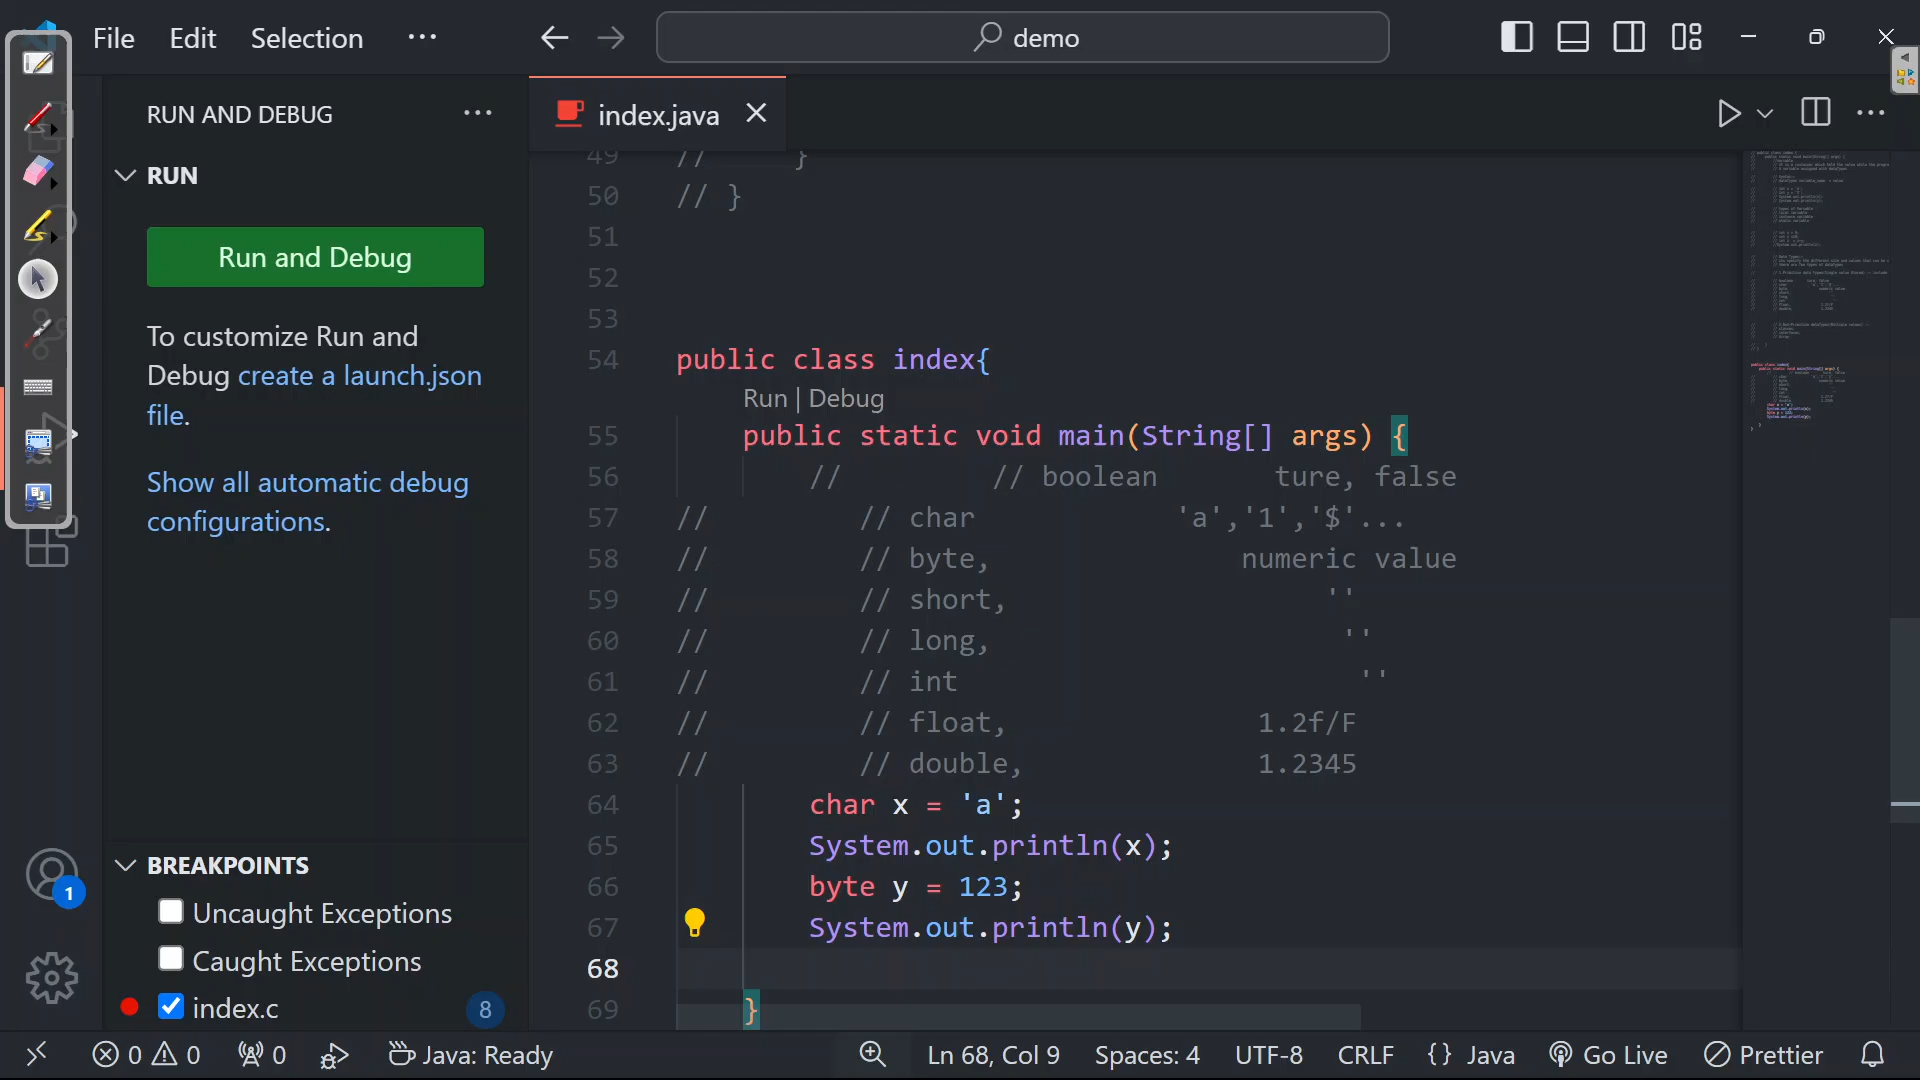 File Edit Selection ··· demo
RUN AND DEBUG ···
index.java
RUN
Run and Debug
To customize Run and
Debug create a launch.json
file.
Show all automatic debug
configurations.
49 //     }
50 // }
51
52
53
54 public class index{
Run | Debug
55 public static void main(String[] args) {
56 //         // boolean       ture, false
57 //         // char            'a','1','$'...
58 //         // byte,               numeric value
59 //         // short,                    ''
60 //         // long,                      ''
61 //         // int                         ''
62 //         // float,               1.2f/F
63 //         // double,              1.2345
64 char x = 'a';
65 System.out.println(x);
66 byte y = 123;
67 System.out.println(y);
68
69 }
1
BREAKPOINTS
Uncaught Exceptions
Caught Exceptions
index.c 8
0 0 0 Java: Ready Ln 68, Col 9 Spaces: 4 UTF-8 CRLF {} Java Go Live Prettier